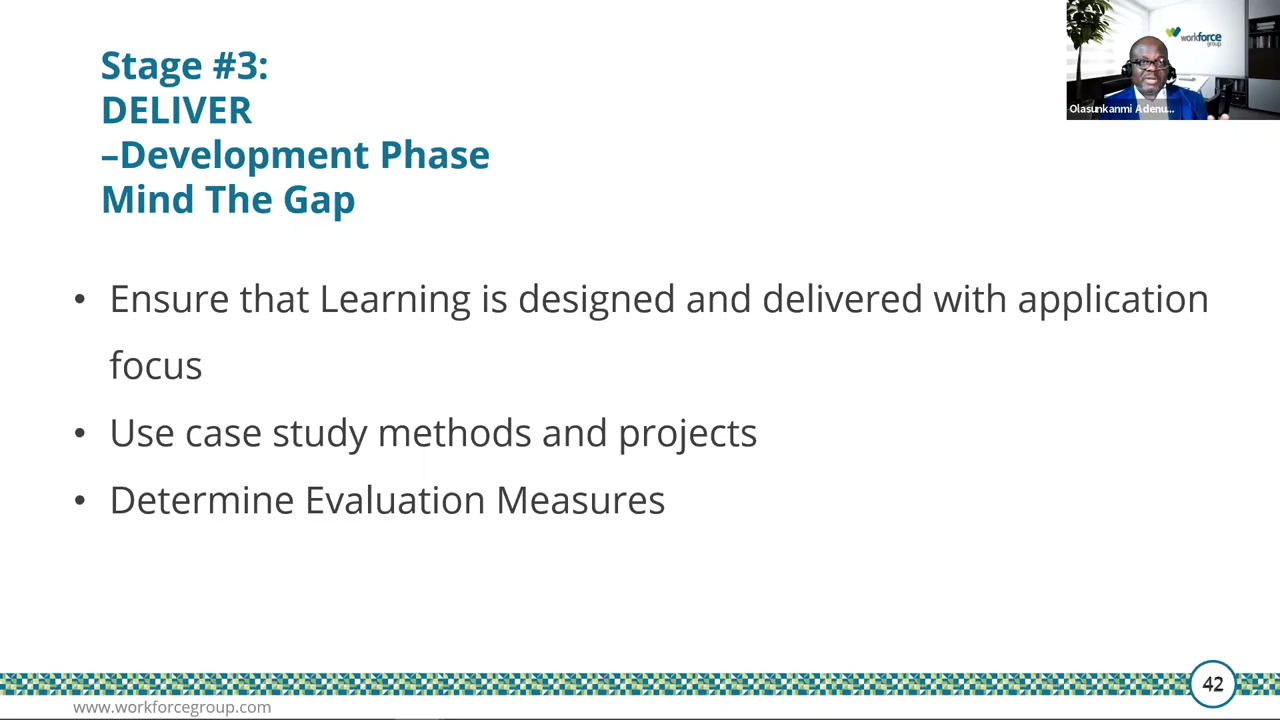 Stage #3:
DELIVER
–Development Phase
Mind The Gap
workforce
group
Olasunkanmi Adenu...
• Ensure that Learning is designed and delivered with application
focus
• Use case study methods and projects
• Determine Evaluation Measures
42
www.workforcegroup.com